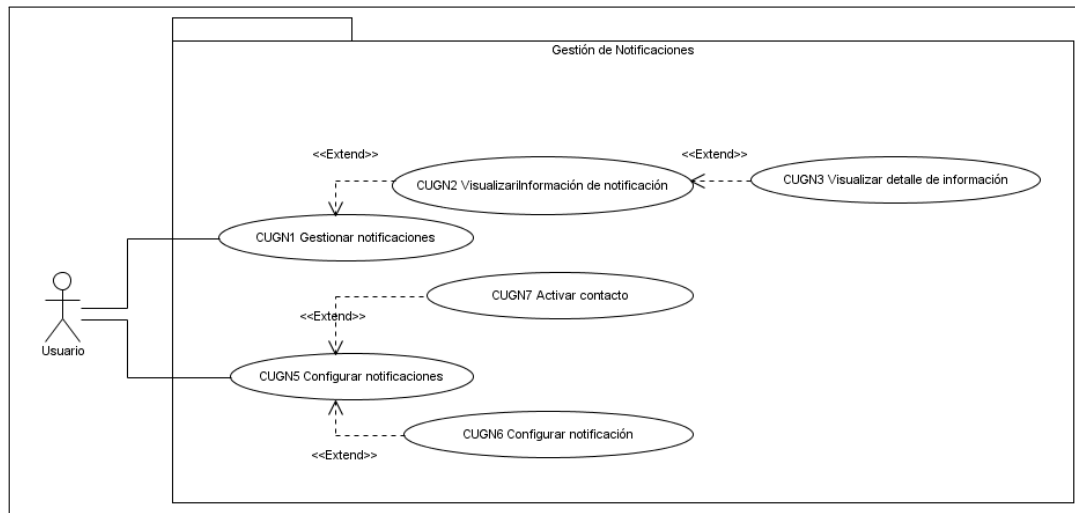 Gestión de Notificaciones
<<Extend>>
<<Extend>>
CUGN2 VisualizariInformación de notificación
CUGN3 Visualizar detalle de información
CUGN1 Gestionar notificaciones
CUGN7 Activar contacto
<<Extend>>
Usuario
CUGN5 Configurar notificaciones
CUGN6 Configurar notificación
<<Extend>>